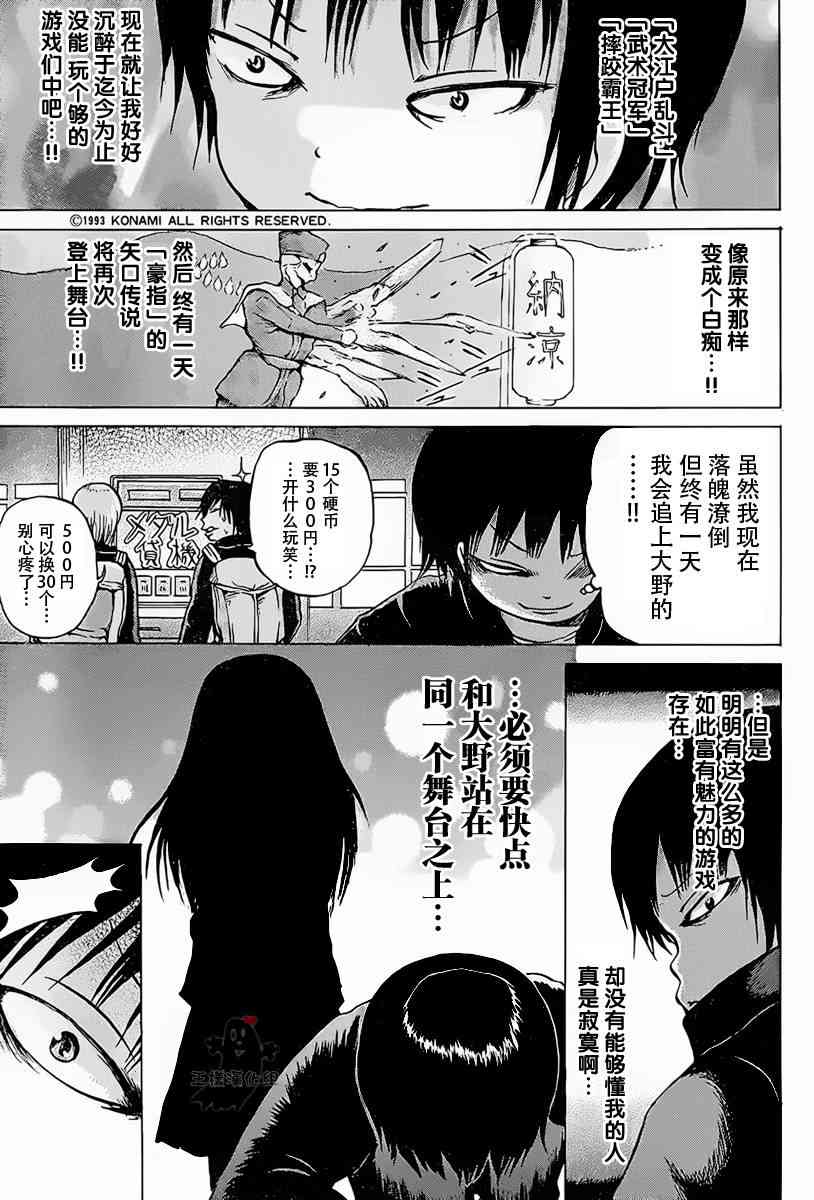 「大江户乱斗」
「武术冠军」
「摔跤霸王」
现在就让我好好
沉醉于迄今为止
没能 玩个够的
游戏们中吧…!!
©1993 KONAMI ALL RIGHTS RESERVED.
像原来那样
变成个白痴…!!
納涼
然后 终有一天
「豪指」的
矢口传说
将再次
登上舞台…!!
虽然我现在
落魄潦倒
但终有一天
我会追上大野的
……!!
15个硬币
要300円…!?
…开什么玩笑…
メダル
貸機
500円
可以换30个…
别心疼了…
…但是
明明有这么多的
如此富有魅力的游戏
存在…
却没有能够懂我的人
真是寂寞啊…
…必须要快点
和大野站在
同一个舞台之上…